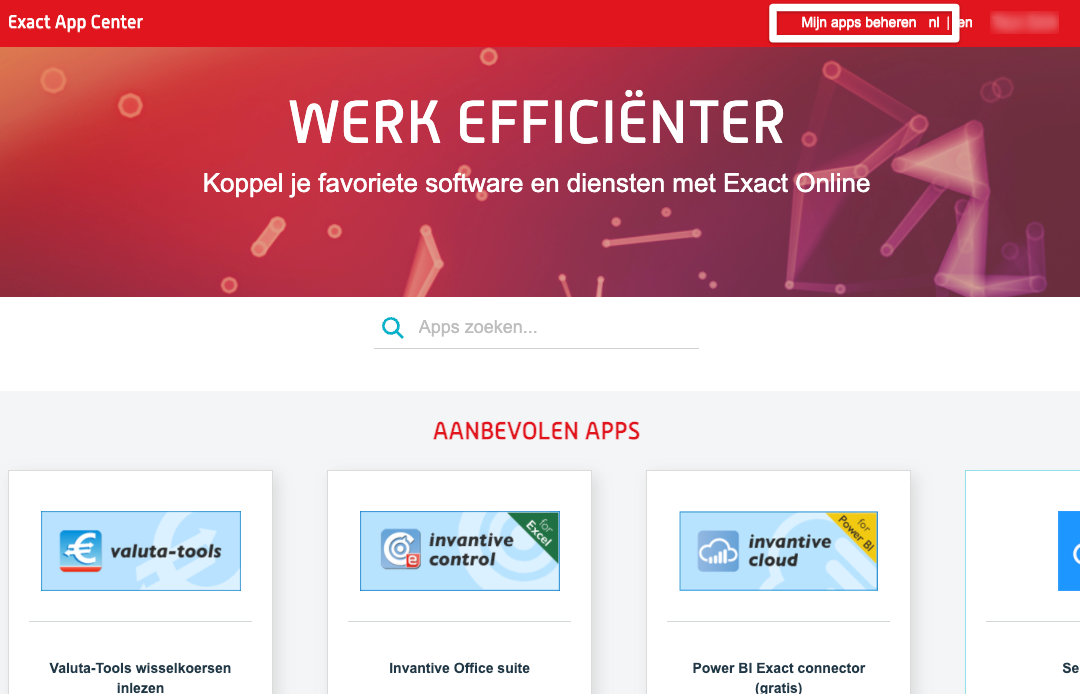 Exact App Center
Mijn apps beheren nl | en
WERK EFFICIËNTER
Koppel je favoriete software en diensten met Exact Online
Apps zoeken...
AANBEVOLEN APPS
valuta-tools
invantive
control
for
Excel
e
invantive
cloud
for
Power BI
Valuta-Tools wisselkoersen
inlezen
Invantive Office suite
Power BI Exact connector
(gratis)
Se